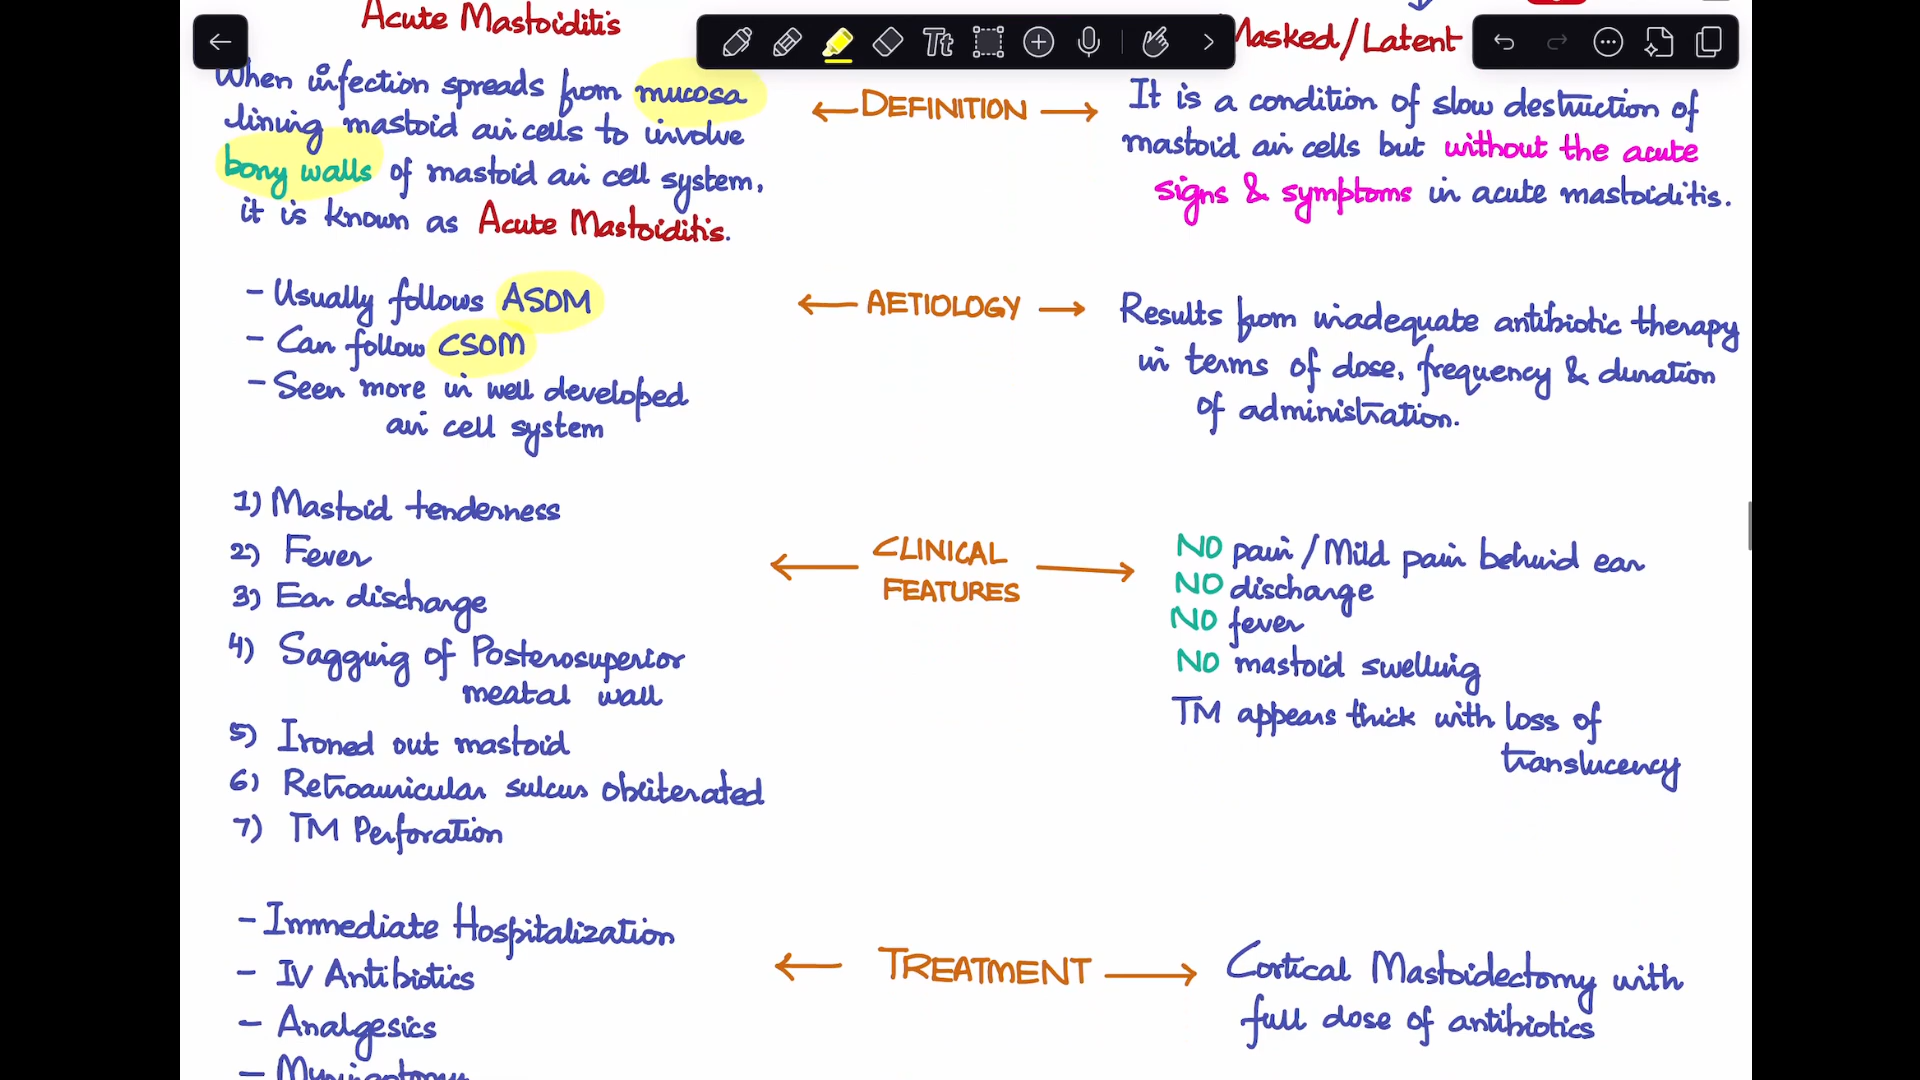 Acute Mastoiditis
When infection spreads from mucosa
lining mastoid air cells to involve
bony walls of mastoid air cell system,
it is known as Acute Mastoiditis.
← DEFINITION →
Masked/Latent
It is a condition of slow destruction of
mastoid air cells but without the acute
signs & symptoms in acute mastoiditis.
- Usually follows ASOM
- Can follow CSOM
- Seen more in well developed
air cell system
← AETIOLOGY →
Results from inadequate antibiotic therapy
in terms of dose, frequency & duration
of administration.
1) Mastoid tenderness
2) Fever
3) Ear discharge
4) Sagging of Posterosuperior
meatal wall
5) Ironed out mastoid
6) Retroauricular sulcus obliterated
7) TM Perforation
← CLINICAL
FEATURES →
NO pain / Mild pain behind ear
NO discharge
NO fever
NO mastoid swelling
TM appears thick with loss of
translucency
- Immediate Hospitalization
- IV Antibiotics
- Analgesics
- Myringotomy
← TREATMENT →
Cortical Mastoidectomy with
full dose of antibiotics
Tt